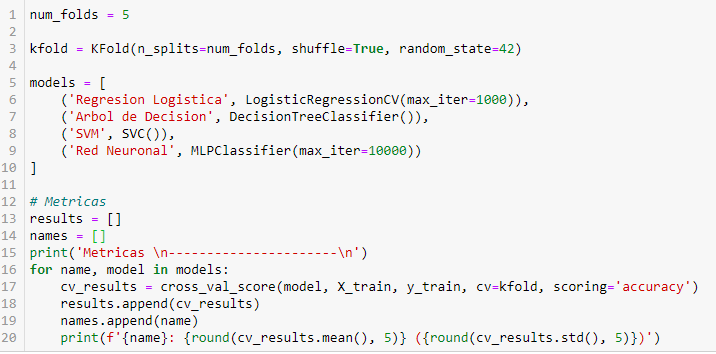 1 num_folds = 5
2
3 kfold = KFold(n_splits=num_folds, shuffle=True, random_state=42)
4
5 models = [
6     ('Regresion Logistica', LogisticRegressionCV(max_iter=1000)),
7     ('Arbol de Decision', DecisionTreeClassifier()),
8     ('SVM', SVC()),
9     ('Red Neuronal', MLPClassifier(max_iter=10000))
10 ]
11
12 # Metricas
13 results = []
14 names = []
15 print('Metricas \n----------------------\n')
16 for name, model in models:
17     cv_results = cross_val_score(model, X_train, y_train, cv=kfold, scoring='accuracy')
18     results.append(cv_results)
19     names.append(name)
20     print(f'{name}: {round(cv_results.mean(), 5)} ({round(cv_results.std(), 5)})')